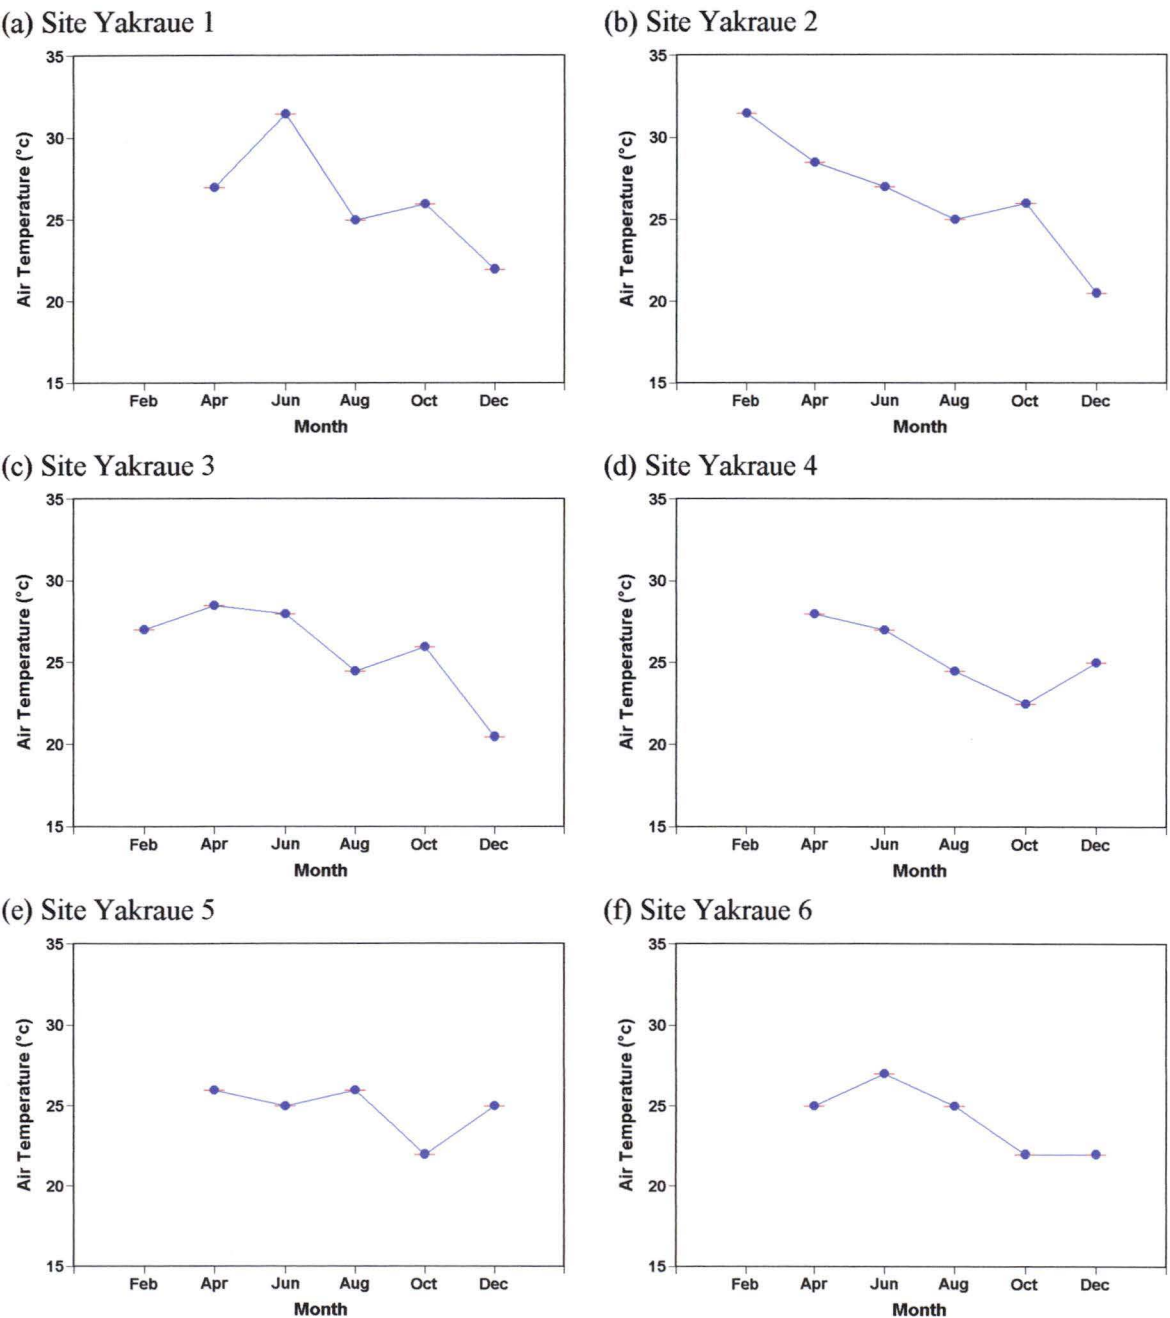 (a) Site Yakraue 1
35
30
25
20
15
Air Temperature (°c)
Feb Apr Jun Aug Oct Dec
Month
(b) Site Yakraue 2
35
30
25
20
15
Air Temperature (°c)
Feb Apr Jun Aug Oct Dec
Month
(c) Site Yakraue 3
35
30
25
20
15
Air Temperature (°c)
Feb Apr Jun Aug Oct Dec
Month
(d) Site Yakraue 4
35
30
25
20
15
Air Temperature (°c)
Feb Apr Jun Aug Oct Dec
Month
(e) Site Yakraue 5
35
30
25
20
15
Air Temperature (°c)
Feb Apr Jun Aug Oct Dec
Month
(f) Site Yakraue 6
35
30
25
20
15
Air Temperature (°c)
Feb Apr Jun Aug Oct Dec
Month